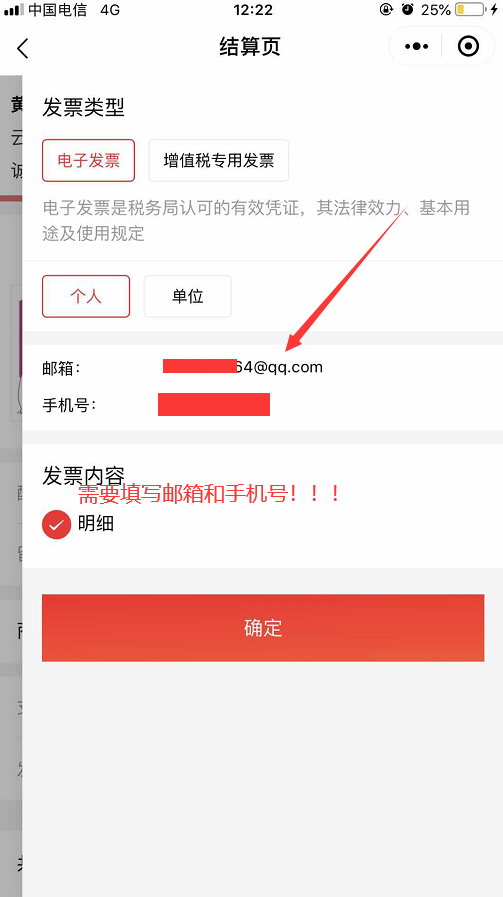 中国电信 4G 12:22 25%
结算页
黄
发票类型
云
电子发票 增值税专用发票
诚
电子发票是税务局认可的有效凭证，其法律效力、基本用
途及使用规定
个人 单位
邮箱： 64@qq.com
手机号：
发票内容
需要填写邮箱和手机号！！！
明细
确定